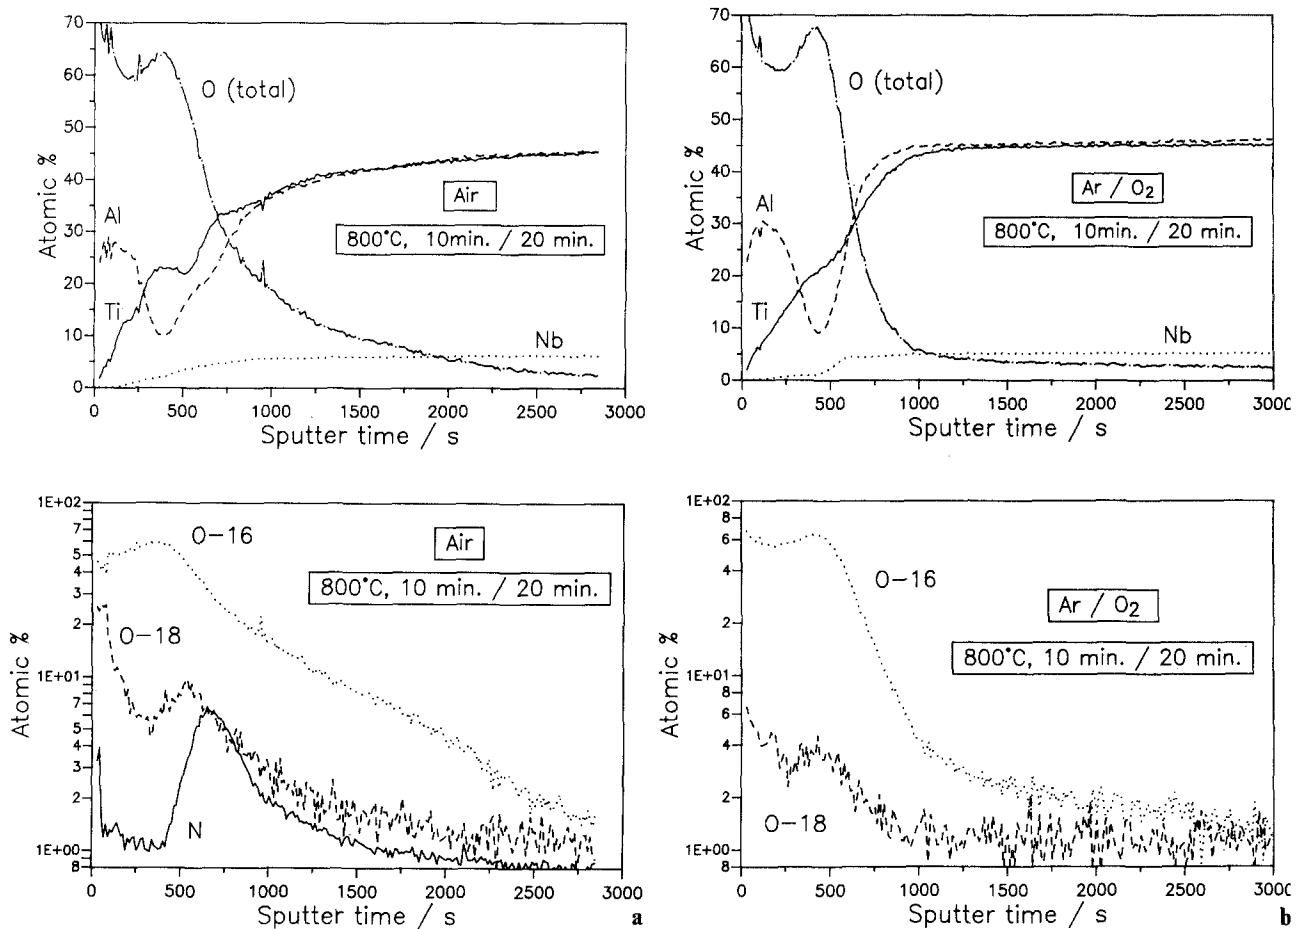 70
60
50
40
30
20
10
0
Atomic %
O (total)
Al
Ti
Nb
Air
800°C, 10min. / 20 min.
0 500 1000 1500 2000 2500 3000
Sputter time / s
70
60
50
40
30
20
10
0
Atomic %
O (total)
Al
Ti
Nb
Ar / O2
800°C, 10min. / 20 min.
0 500 1000 1500 2000 2500 3000
Sputter time / s
1E+02
7
5
4
3
2
1E+01
7
5
4
3
2
1E+00
8
Atomic %
O-16
O-18
N
Air
800°C, 10 min. / 20 min.
0 500 1000 1500 2000 2500 3000
Sputter time / s
a
1E+02
8
6
4
2
1E+01
8
6
4
2
1E+00
8
Atomic %
O-16
O-18
Ar / O2
800°C, 10 min. / 20 min.
0 500 1000 1500 2000 2500 3000
Sputter time / s
b